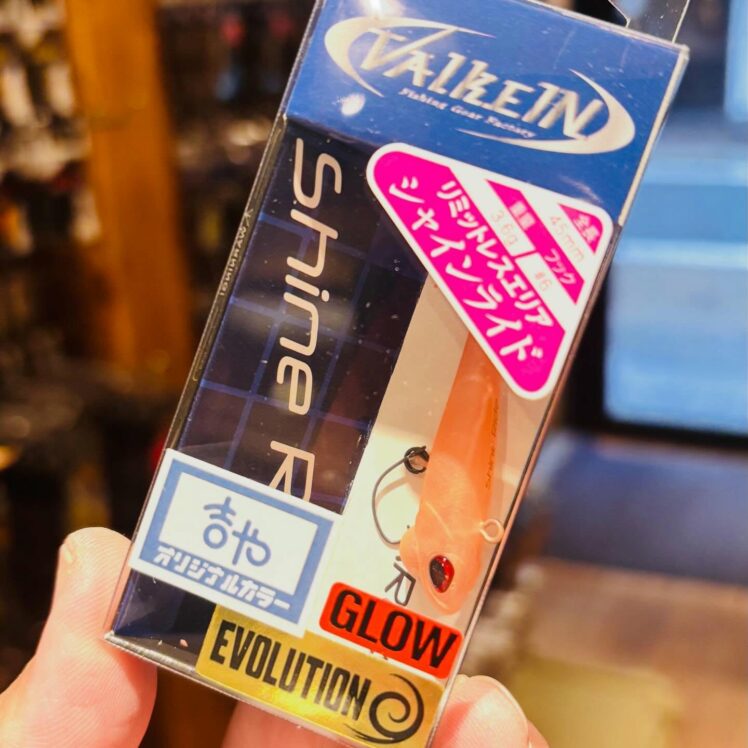 VALKEIN
Fishing Gear Factory
Shine R
全長
45mm
重量
3.6g
フック
#6
リミットレスエリア
シャインライド
吉や
オリジナルカラー
R
GLOW
EVOLUTION